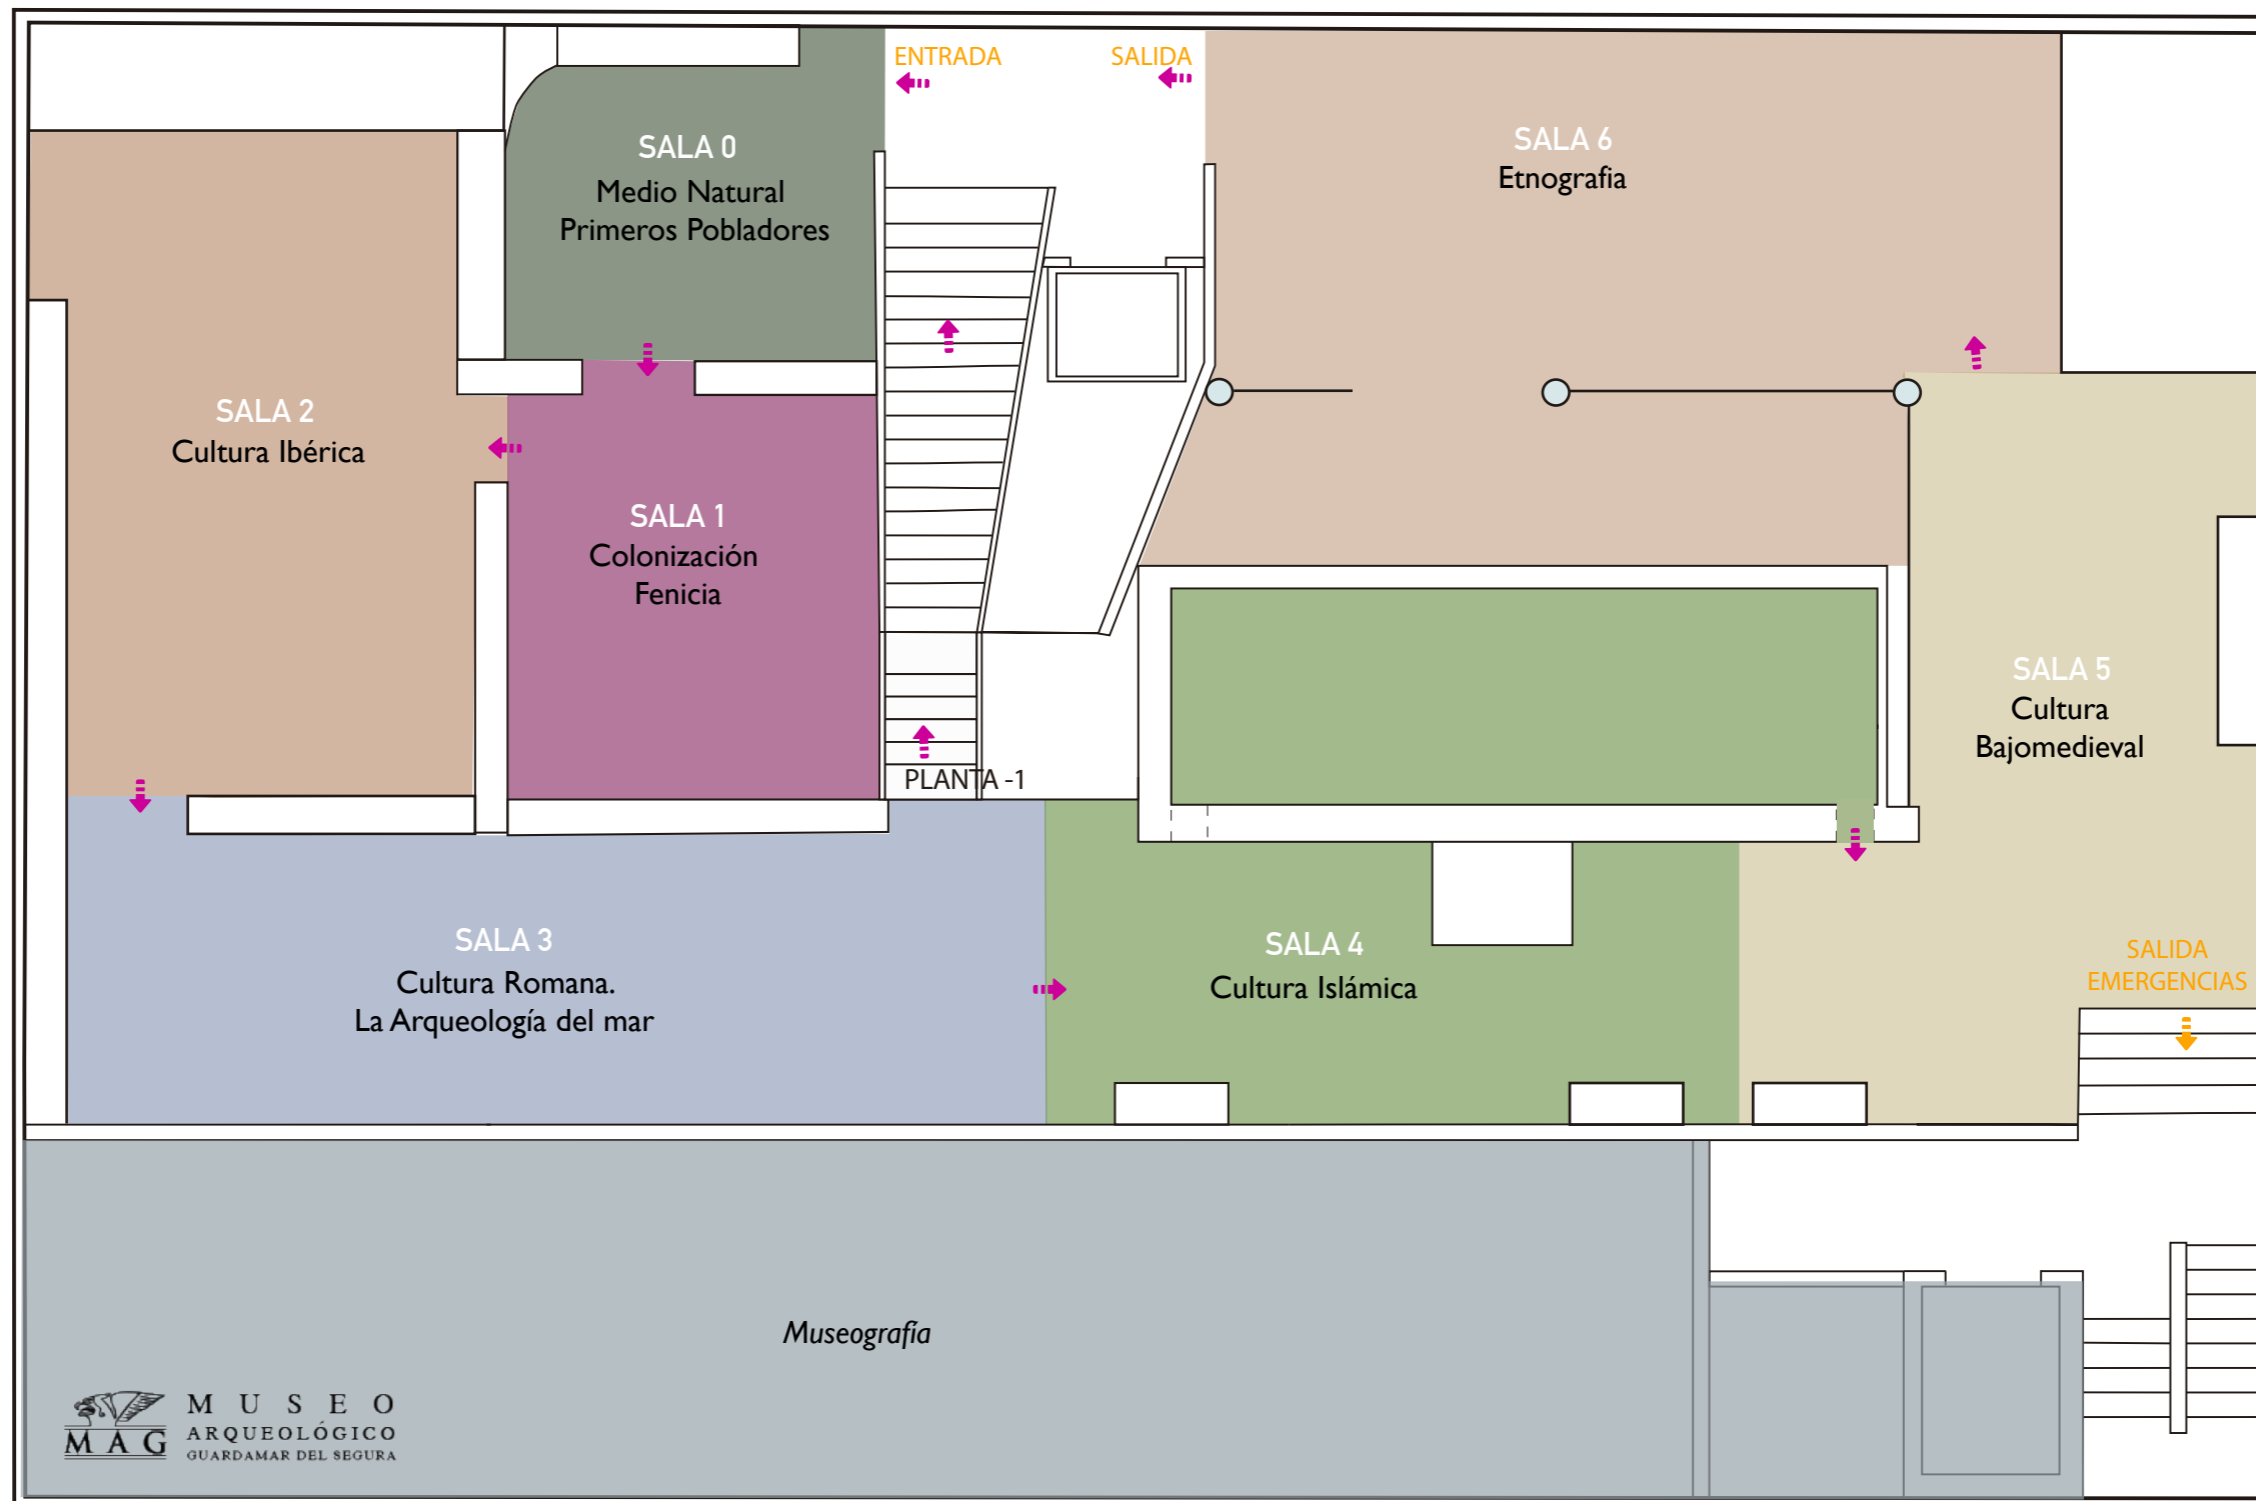 ENTRADA
SALIDA
SALA 0
Medio Natural
Primeros Pobladores
SALA 6
Etnografia
SALA 2
Cultura Ibérica
SALA 1
Colonización
Fenicia
SALA 5
Cultura
Bajomedieval
PLANTA -1
SALA 3
Cultura Romana.
La Arqueología del mar
SALA 4
Cultura Islámica
SALIDA
EMERGENCIAS
Museografía
MAG
MUSEO
ARQUEOLÓGICO
GUARDAMAR DEL SEGURA